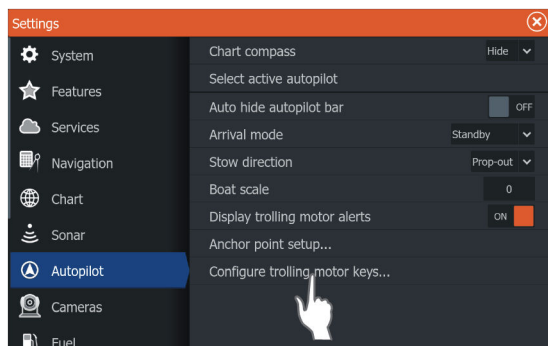 Settings
System
Features
Services
Navigation
Chart
Sonar
Autopilot
Cameras
Fuel
Chart compass Hide
Select active autopilot
Auto hide autopilot bar OFF
Arrival mode Standby
Stow direction Prop-out
Boat scale 0
Display trolling motor alerts ON
Anchor point setup...
Configure trolling motor keys...